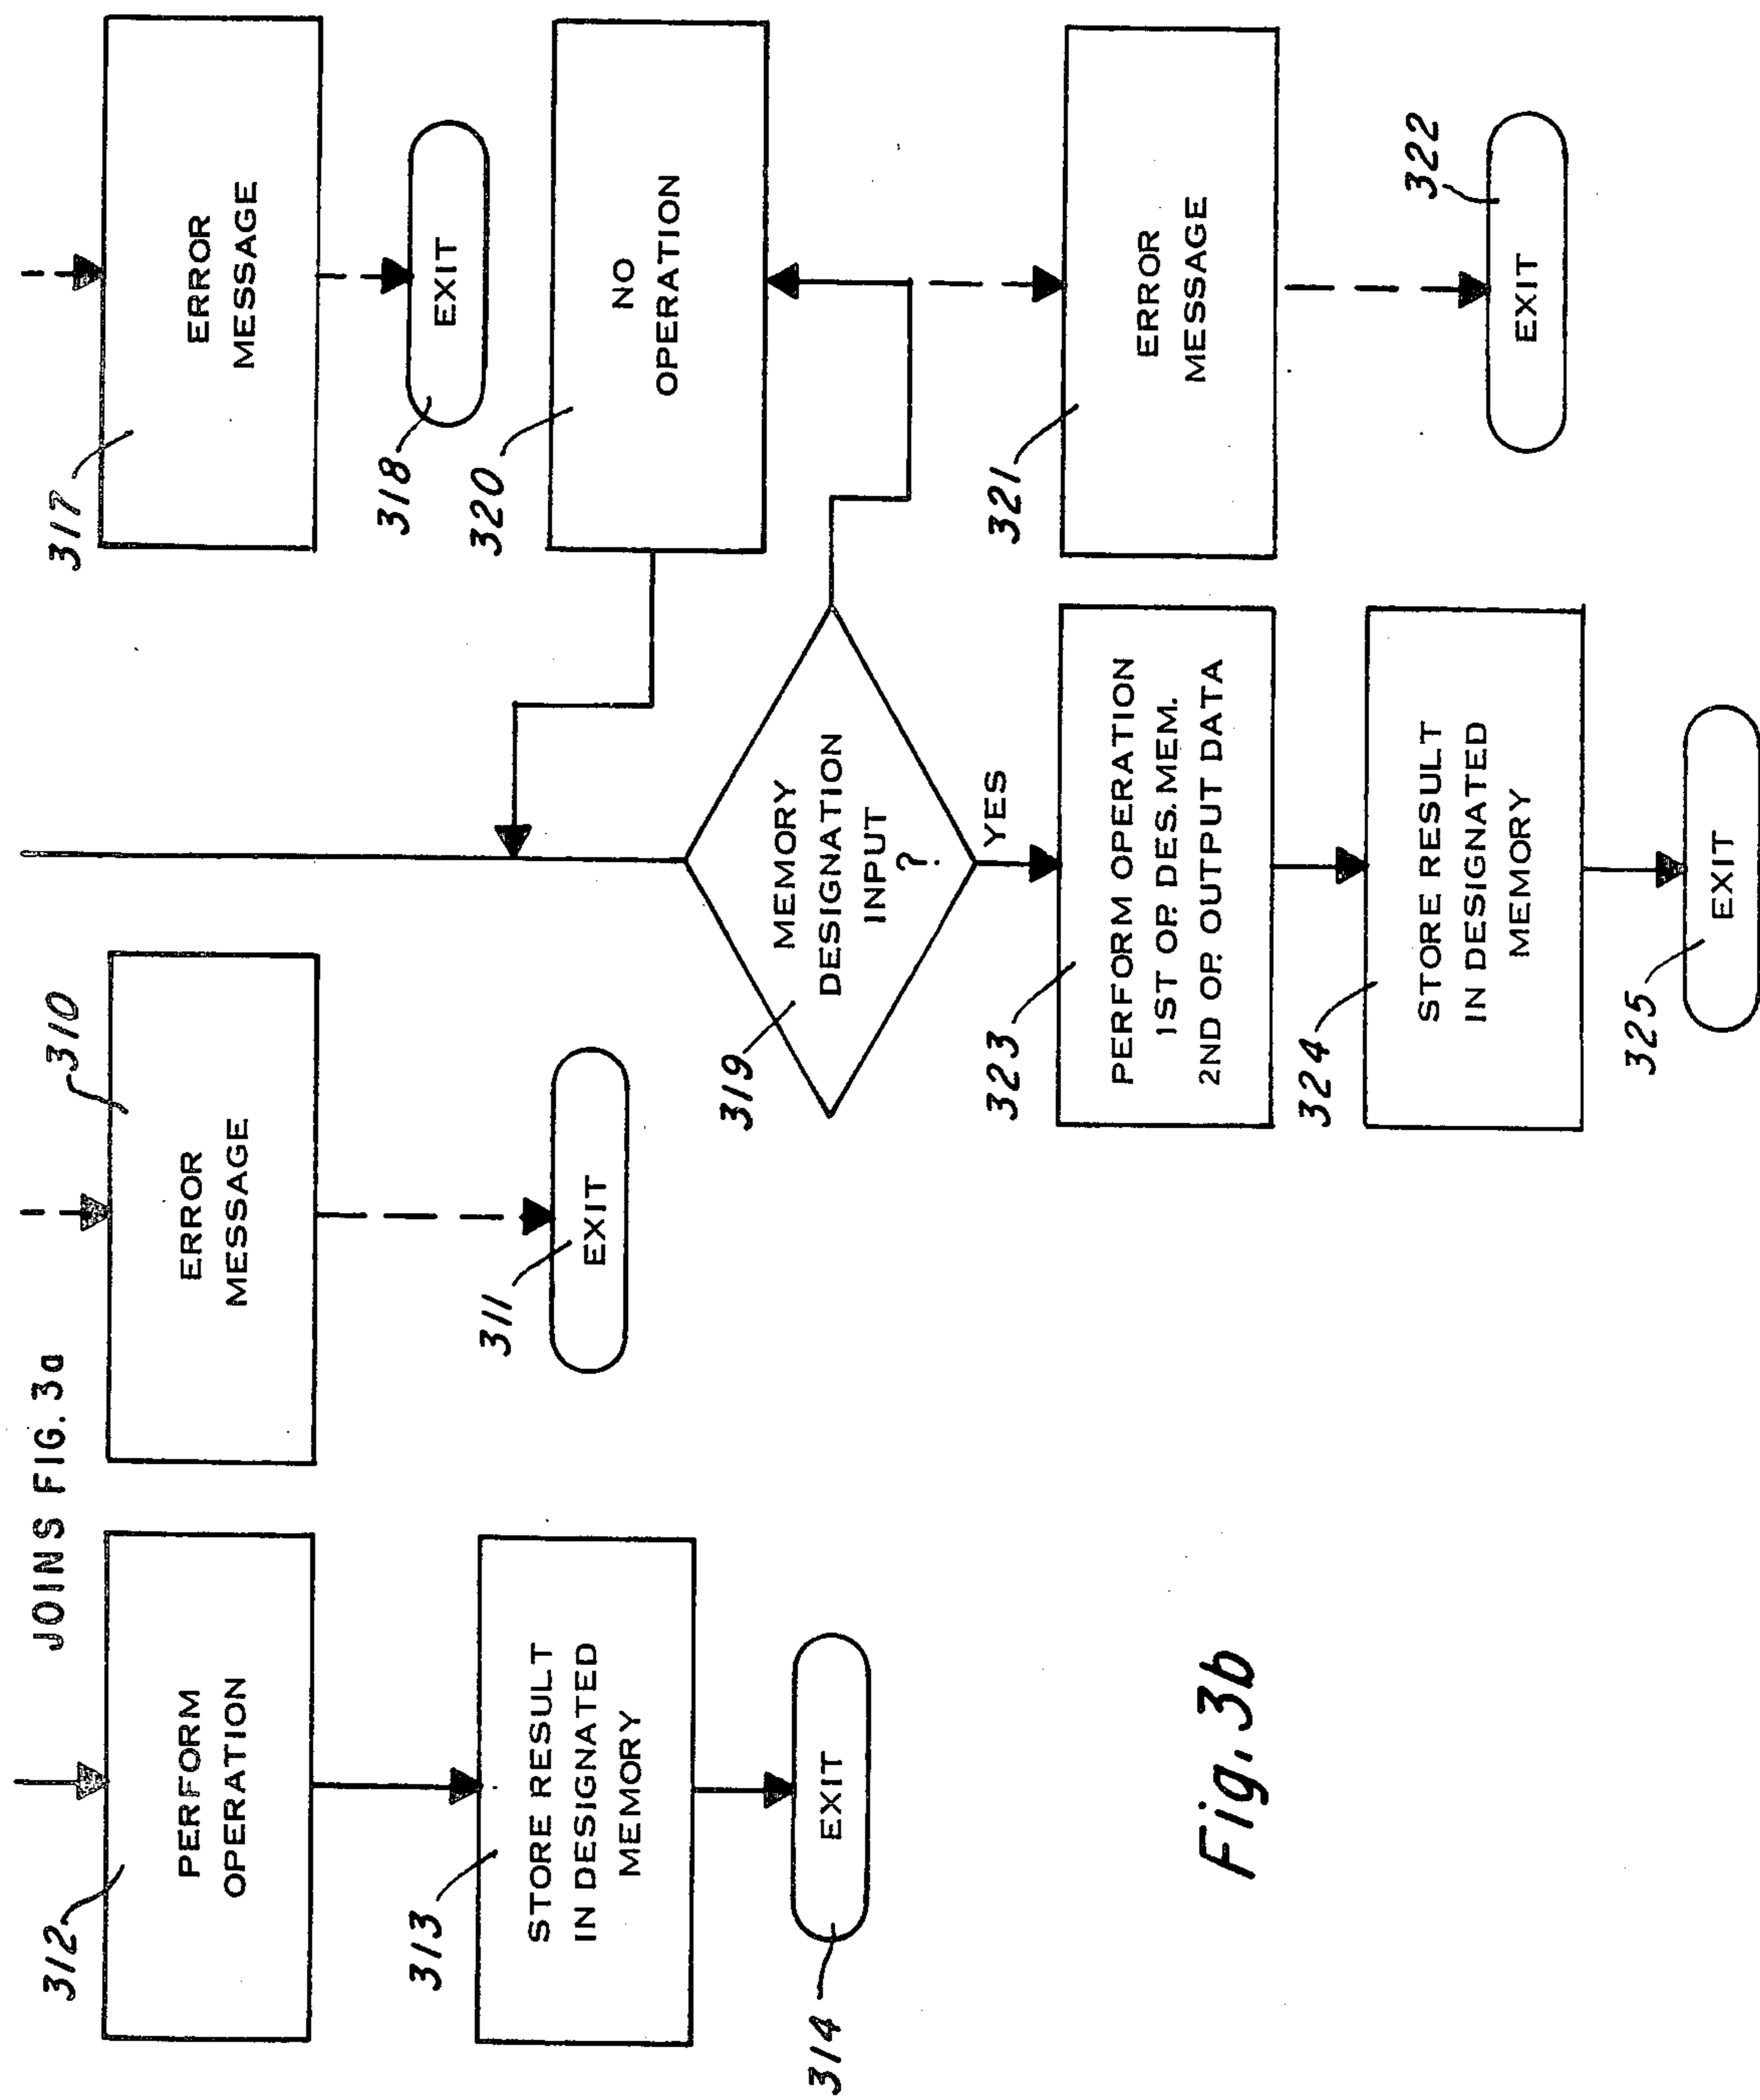 JOINS FIG. 3a
312
PERFORM
OPERATION
313
STORE RESULT
IN DESIGNATED
MEMORY
314
EXIT
310
ERROR
MESSAGE
311
EXIT
317
ERROR
MESSAGE
318
EXIT
320
NO
OPERATION
319
MEMORY
DESIGNATION
INPUT
?
YES
321
ERROR
MESSAGE
322
EXIT
323
PERFORM OPERATION
1ST OP. DES. MEM.
2ND OP. OUTPUT DATA
324
STORE RESULT
IN DESIGNATED
MEMORY
325
EXIT
Fig. 3b